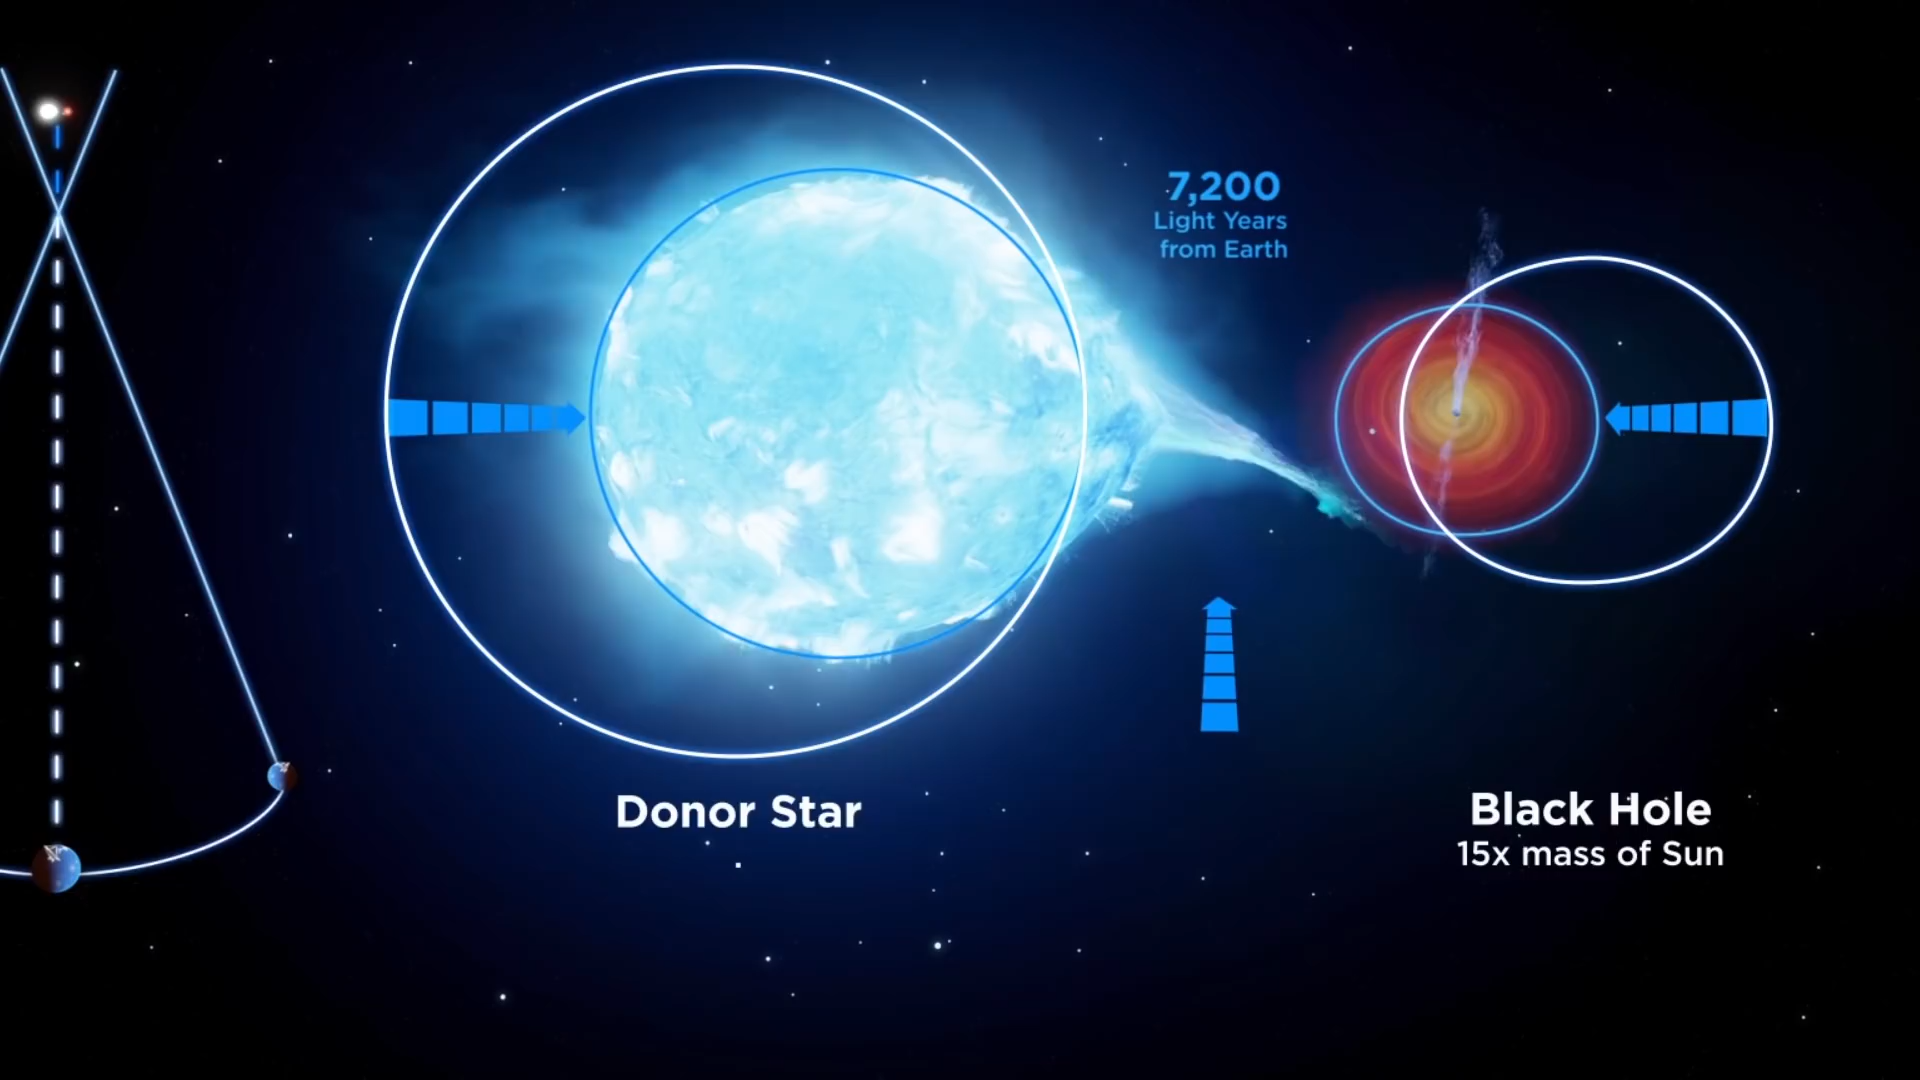 7,200
Light Years
from Earth
Donor Star
Black Hole
15x mass of Sun